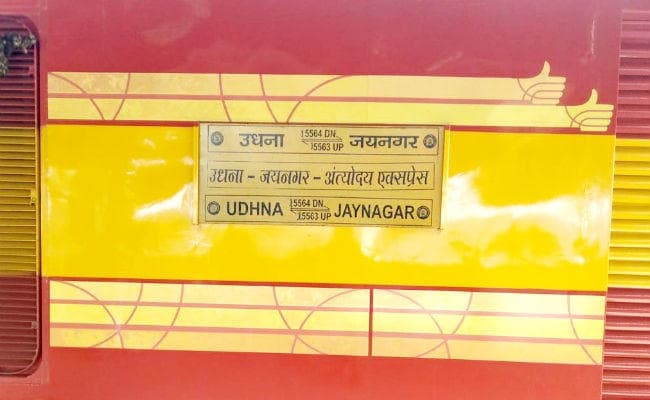 उधना 15564 DN. जयनगर
15563 UP
उधना - जयनगर - अंत्योदय एक्सप्रेस
UDHNA 15564 DN. JAYNAGAR
15563 UP